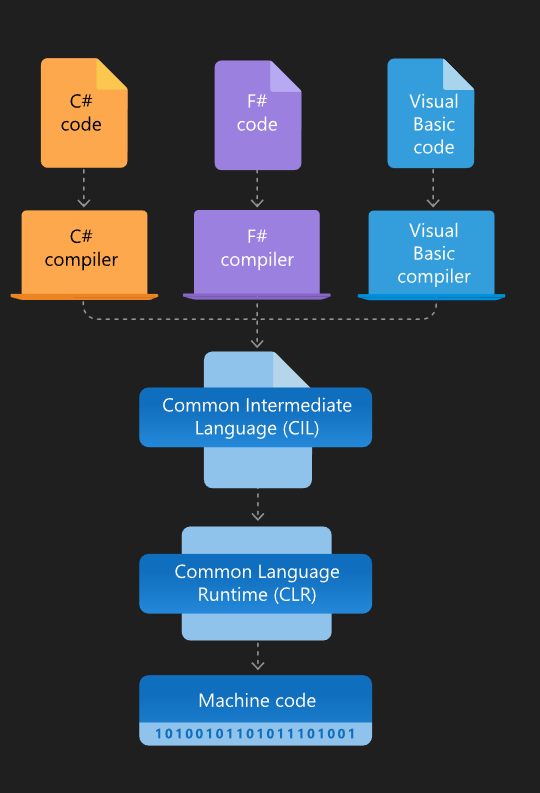 C#
code
F#
code
Visual
Basic
code
C#
compiler
F#
compiler
Visual
Basic
compiler
Common Intermediate
Language (CIL)
Common Language
Runtime (CLR)
Machine code
10100101101011101001